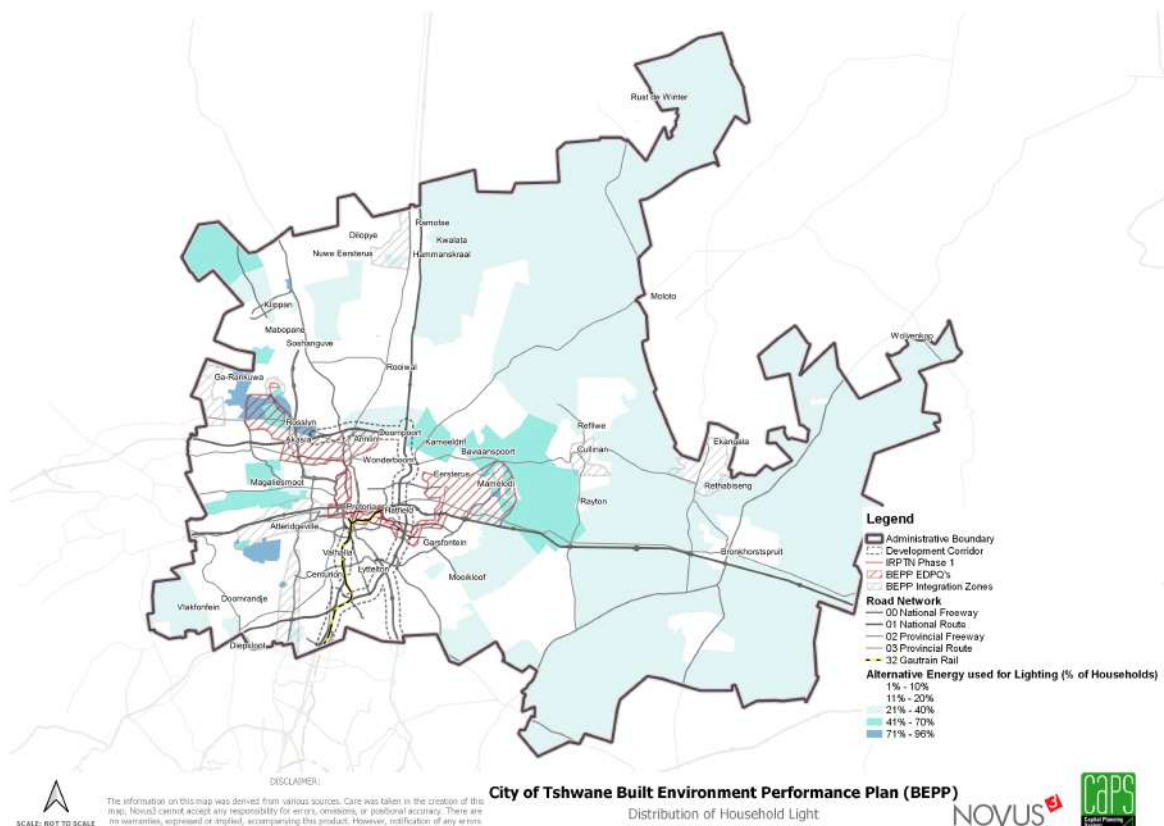 Rust de Winter
Ramotse
Dilopye
Kwalata
Nuwe Eersterus
Hammanskraal
Moloto
Klippan
Wolvenkop
Mabopane
Soshanguve
Rooiwal
Ga-Rankuwa
Rosslyn
Refilwe
Akasia
Annlin
Doornpoort
Kameeldrif
Ekangala
Wonderboom
Bavaanspoort
Cullinan
Eersterus
Magaliesmoot
Mamelodi
Rethabiseng
Rayton
Pretoria
Hatfield
Atteridgeville
Garsfontein
Valhalla
Bronkhorstspruit
Centurion
Lyttelton
Mooikloof
Doornrandje
Vlakfontein
Diepsloot
Legend
Administrative Boundary
Development Corridor
IRPTN Phase 1
BEPP EDPQ's
BEPP Integration Zones
Road Network
00 National Freeway
01 National Route
02 Provincial Freeway
03 Provincial Route
32 Gautrain Rail
Alternative Energy used for Lighting (% of Households)
1% - 10%
11% - 20%
21% - 40%
41% - 70%
71% - 96%
DISCLAIMER:
The information on this map was derived from various sources. Care was taken in the creation of this
map, Novus3 cannot accept any responsibility for errors, omissions, or positional accuracy. There are
no warranties, expressed or implied, accompanying this product. However, notification of any errors
SCALE: NOT TO SCALE
City of Tshwane Built Environment Performance Plan (BEPP)
Distribution of Household Light
NOVUS3
CaPS
Capital Planning